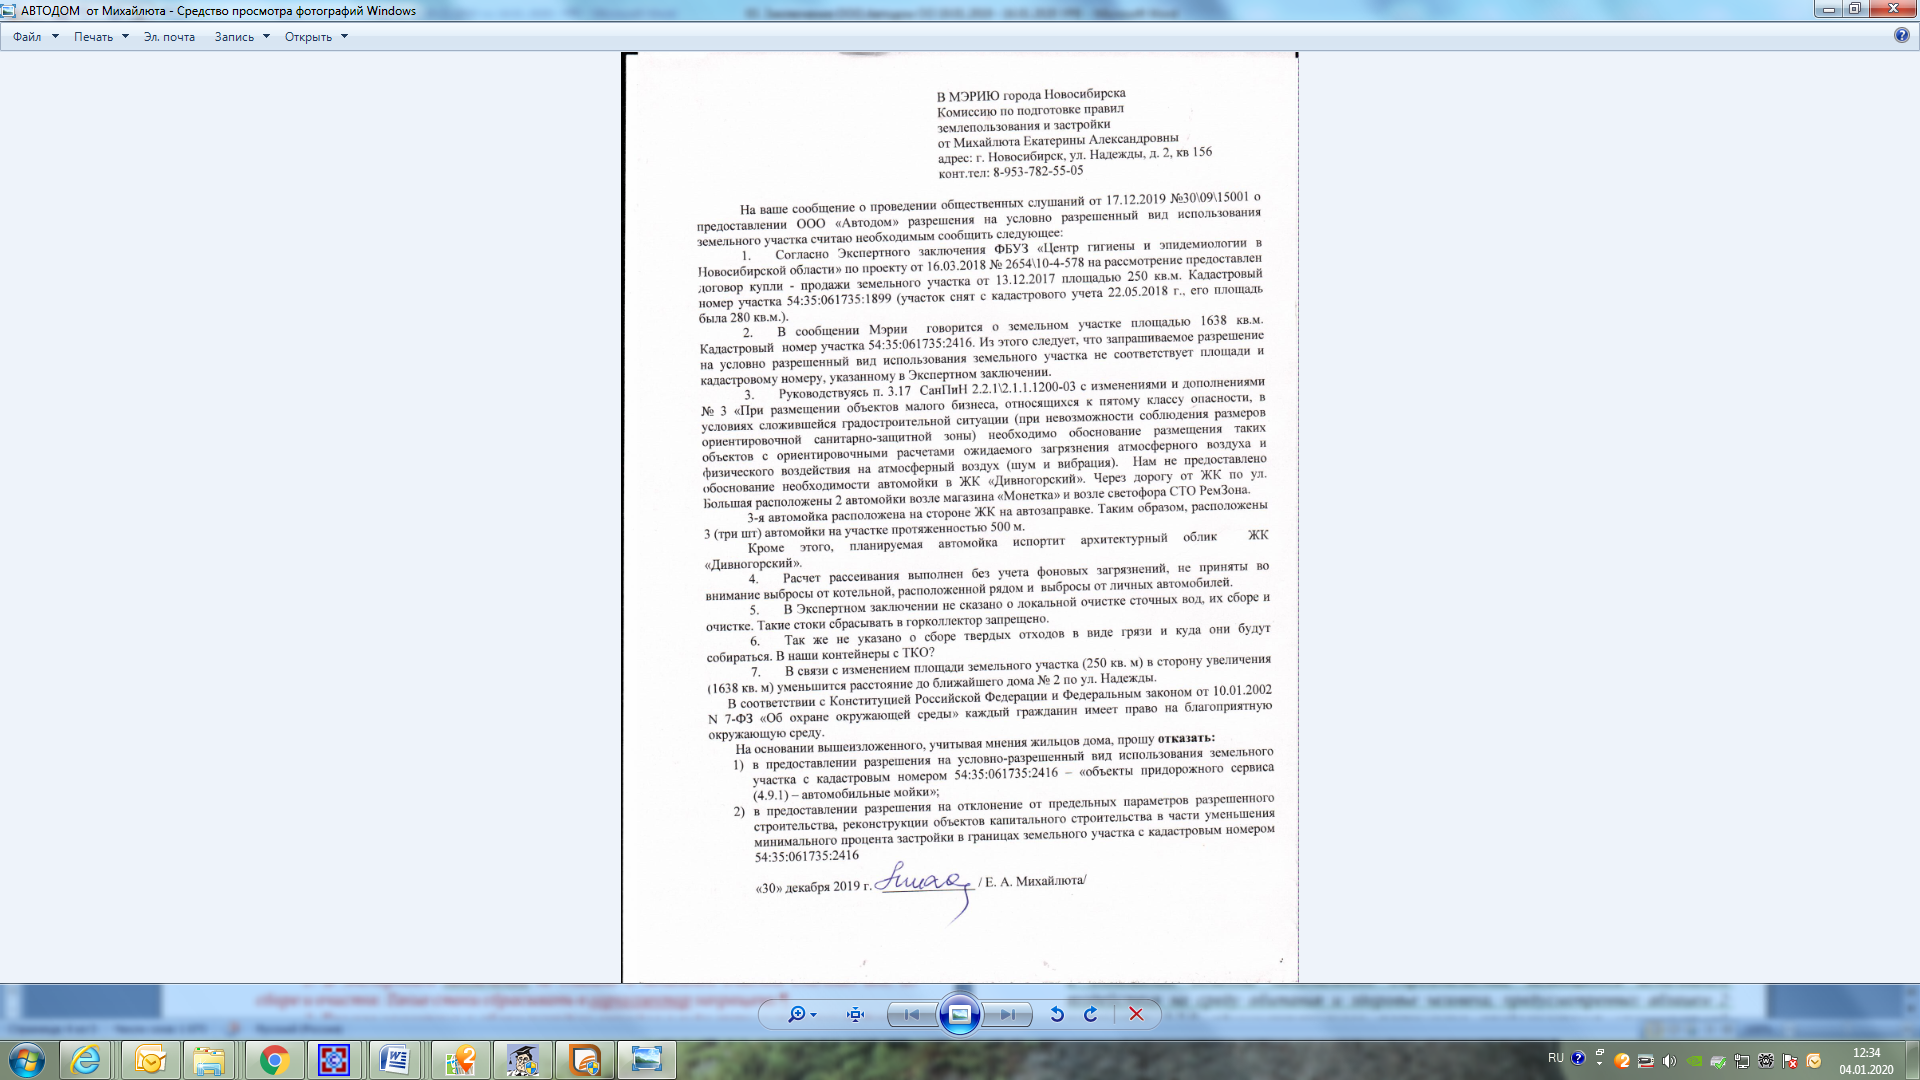 АВТОДОМ от Михайлюта - Средство просмотра фотографий Windows
Файл Печать Эл. почта Запись Открыть
В МЭРИЮ города Новосибирска
Комиссию по подготовке правил
землепользования и застройки
от Михайлюта Екатерины Александровны
адрес: г. Новосибирск, ул. Надежды, д. 2, кв 156
конт.тел: 8-953-782-55-05
На ваше сообщение о проведении общественных слушаний от 17.12.2019 №30\09\15001 о
предоставлении ООО «Автодом» разрешения на условно разрешенный вид использования
земельного участка считаю необходимым сообщить следующее:
1. Согласно Экспертного заключения ФБУЗ «Центр гигиены и эпидемиологии в
Новосибирской области» по проекту от 16.03.2018 № 2654\10-4-578 на рассмотрение предоставлен
договор купли - продажи земельного участка от 13.12.2017 площадью 250 кв.м. Кадастровый
номер участка 54:35:061735:1899 (участок снят с кадастрового учета 22.05.2018 г., его площадь
была 280 кв.м.).
2. В сообщении Мэрии говорится о земельном участке площадью 1638 кв.м.
Кадастровый номер участка 54:35:061735:2416. Из этого следует, что запрашиваемое разрешение
на условно разрешенный вид использования земельного участка не соответствует площади и
кадастровому номеру, указанному в Экспертном заключении.
3. Руководствуясь п. 3.17 СанПиН 2.2.1\2.1.1.1200-03 с изменениями и дополнениями
№ 3 «При размещении объектов малого бизнеса, относящихся к пятому классу опасности, в
условиях сложившейся градостроительной ситуации (при невозможности соблюдения размеров
ориентировочной санитарно-защитной зоны) необходимо обоснование размещения таких
объектов с ориентировочными расчетами ожидаемого загрязнения атмосферного воздуха и
физического воздействия на атмосферный воздух (шум и вибрация). Нам не предоставлено
обоснование необходимости автомойки в ЖК «Дивногорский». Через дорогу от ЖК по ул.
Большая расположены 2 автомойки возле магазина «Монетка» и возле светофора СТО РемЗона.
3-я автомойка расположена на стороне ЖК на автозаправке. Таким образом, расположены
3 (три шт) автомойки на участке протяженностью 500 м.
Кроме этого, планируемая автомойка испортит архитектурный облик ЖК
«Дивногорский».
4. Расчет рассеивания выполнен без учета фоновых загрязнений, не приняты во
внимание выбросы от котельной, расположенной рядом и выбросы от личных автомобилей.
5. В Экспертном заключении не сказано о локальной очистке сточных вод, их сборе и
очистке. Такие стоки сбрасывать в горколлектор запрещено.
6. Так же не указано о сборе твердых отходов в виде грязи и куда они будут
собираться. В наши контейнеры с ТКО?
7. В связи с изменением площади земельного участка (250 кв. м) в сторону увеличения
(1638 кв. м) уменьшится расстояние до ближайшего дома № 2 по ул. Надежды.
В соответствии с Конституцией Российской Федерации и Федеральным законом от 10.01.2002
N 7-ФЗ «Об охране окружающей среды» каждый гражданин имеет право на благоприятную
окружающую среду.
На основании вышеизложенного, учитывая мнения жильцов дома, прошу отказать:
1) в предоставлении разрешения на условно-разрешенный вид использования земельного
участка с кадастровым номером 54:35:061735:2416 – «объекты придорожного сервиса
(4.9.1) – автомобильные мойки»;
2) в предоставлении разрешения на отклонение от предельных параметров разрешенного
строительства, реконструкции объектов капитального строительства в части уменьшения
минимального процента застройки в границах земельного участка с кадастровым номером
54:35:061735:2416
«30» декабря 2019 г. / Е. А. Михайлюта/
RU
12:34
04.01.2020